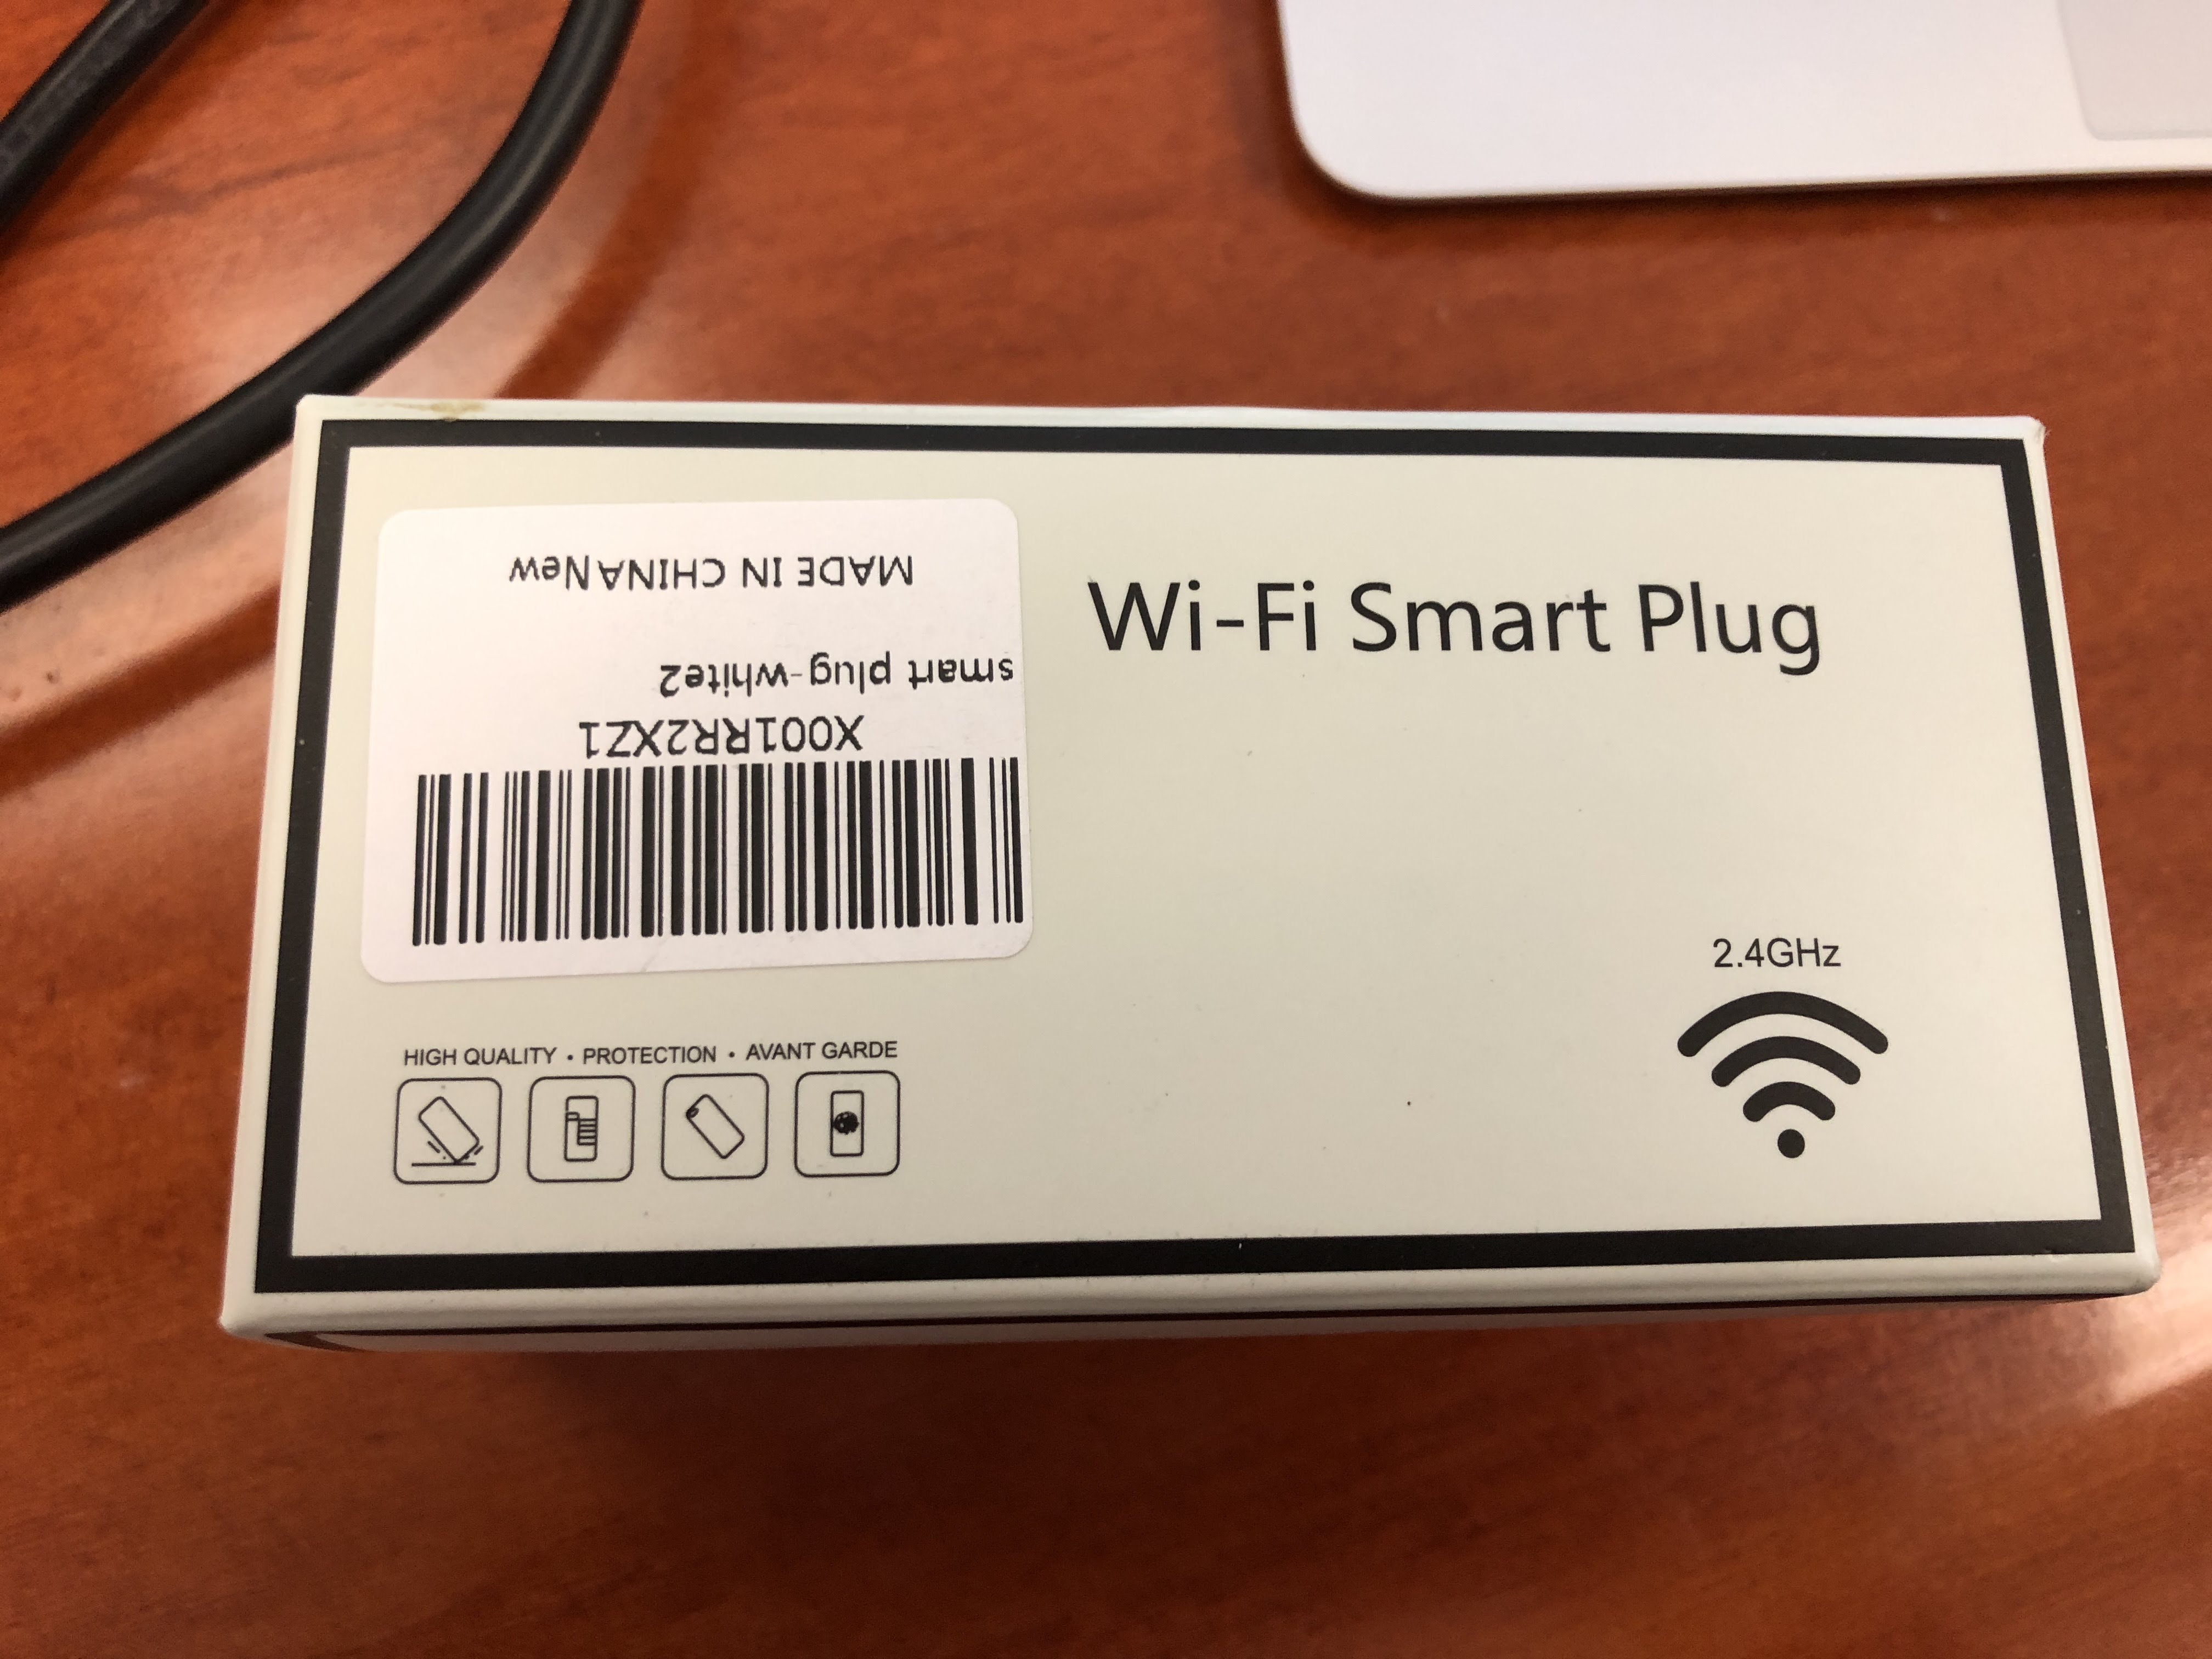 MADE IN CHINANew
smart plug-white2
X001RR2XZ1
Wi-Fi Smart Plug
2.4GHz
HIGH QUALITY • PROTECTION • AVANT GARDE